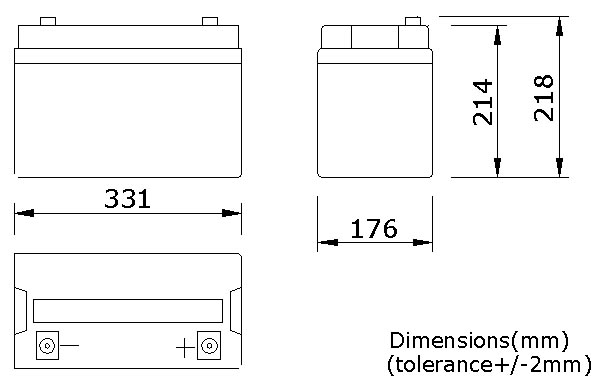 214
218
331
176
− +
Dimensions(mm)
(tolerance+/-2mm)